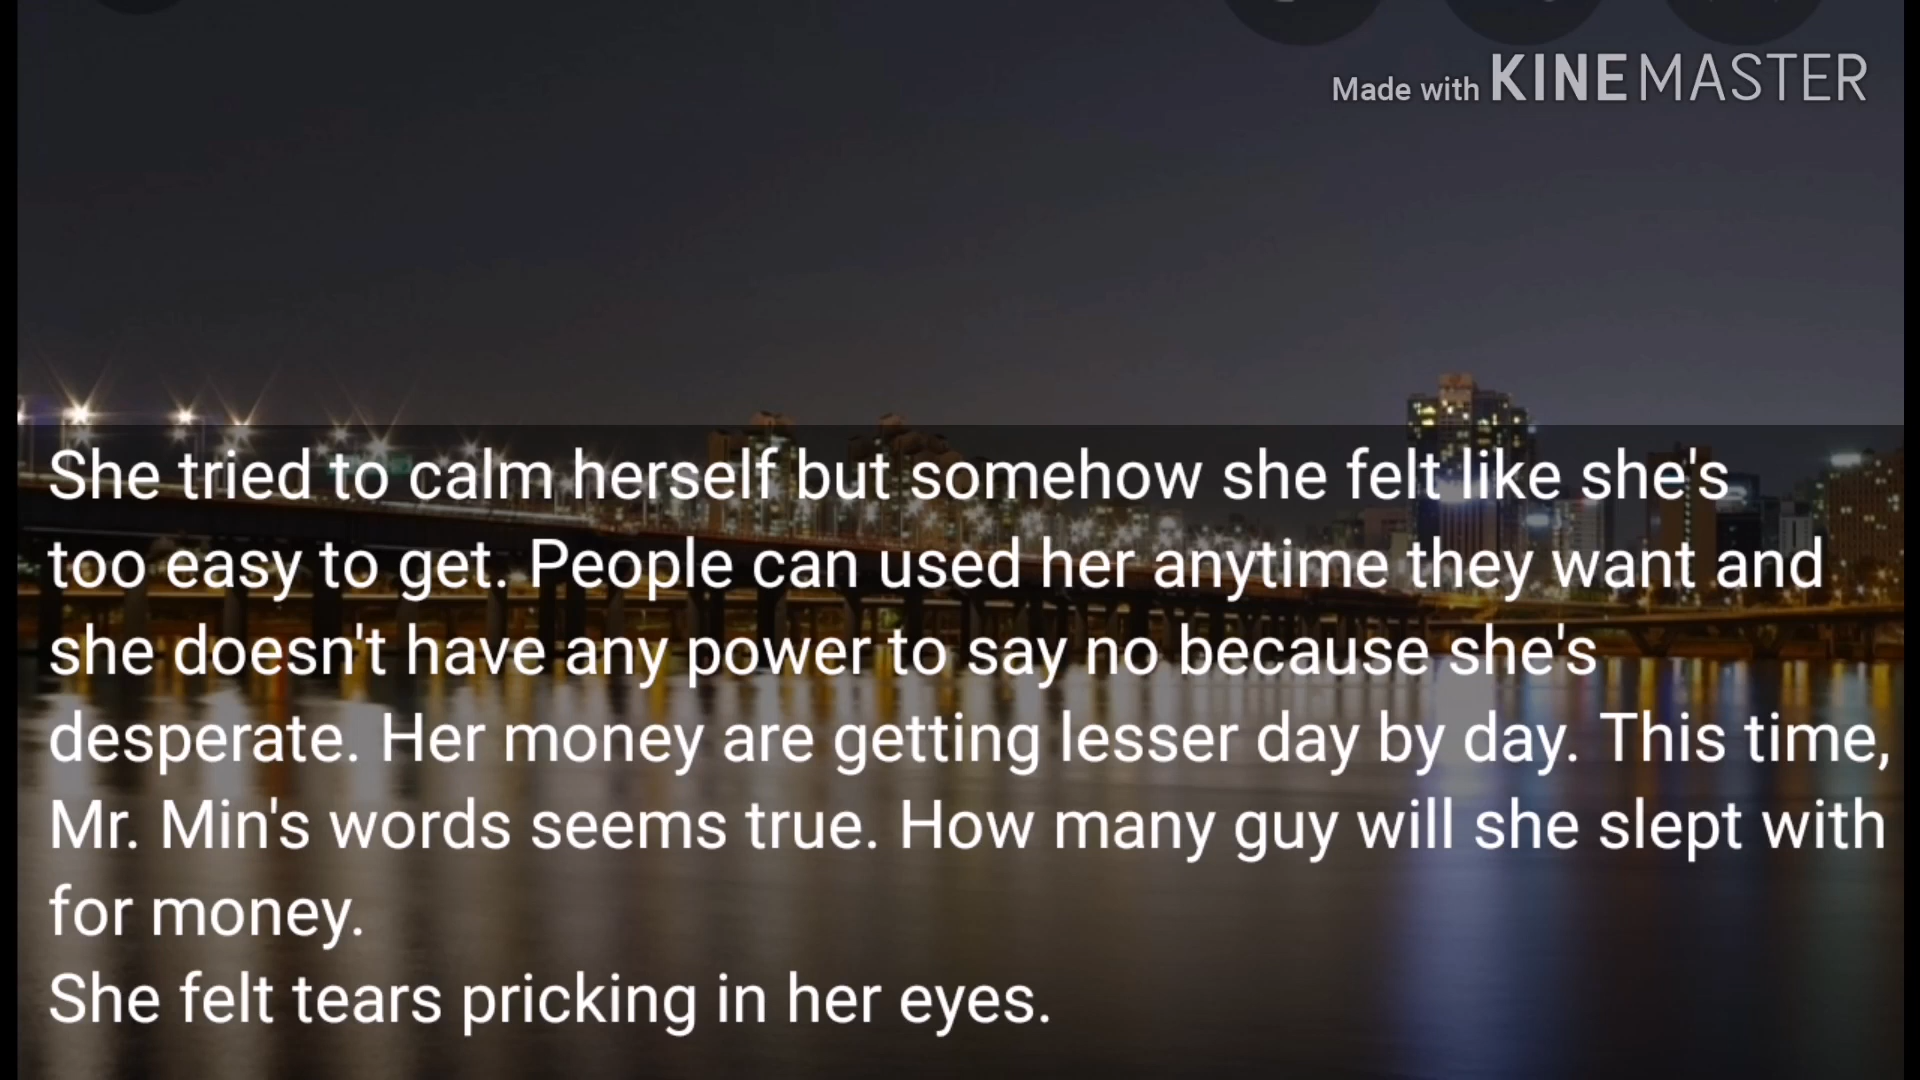 Made with KINEMASTER
She tried to calm herself but somehow she felt like she's
too easy to get. People can used her anytime they want and
she doesn't have any power to say no because she's
desperate. Her money are getting lesser day by day. This time,
Mr. Min's words seems true. How many guy will she slept with
for money.
She felt tears pricking in her eyes.